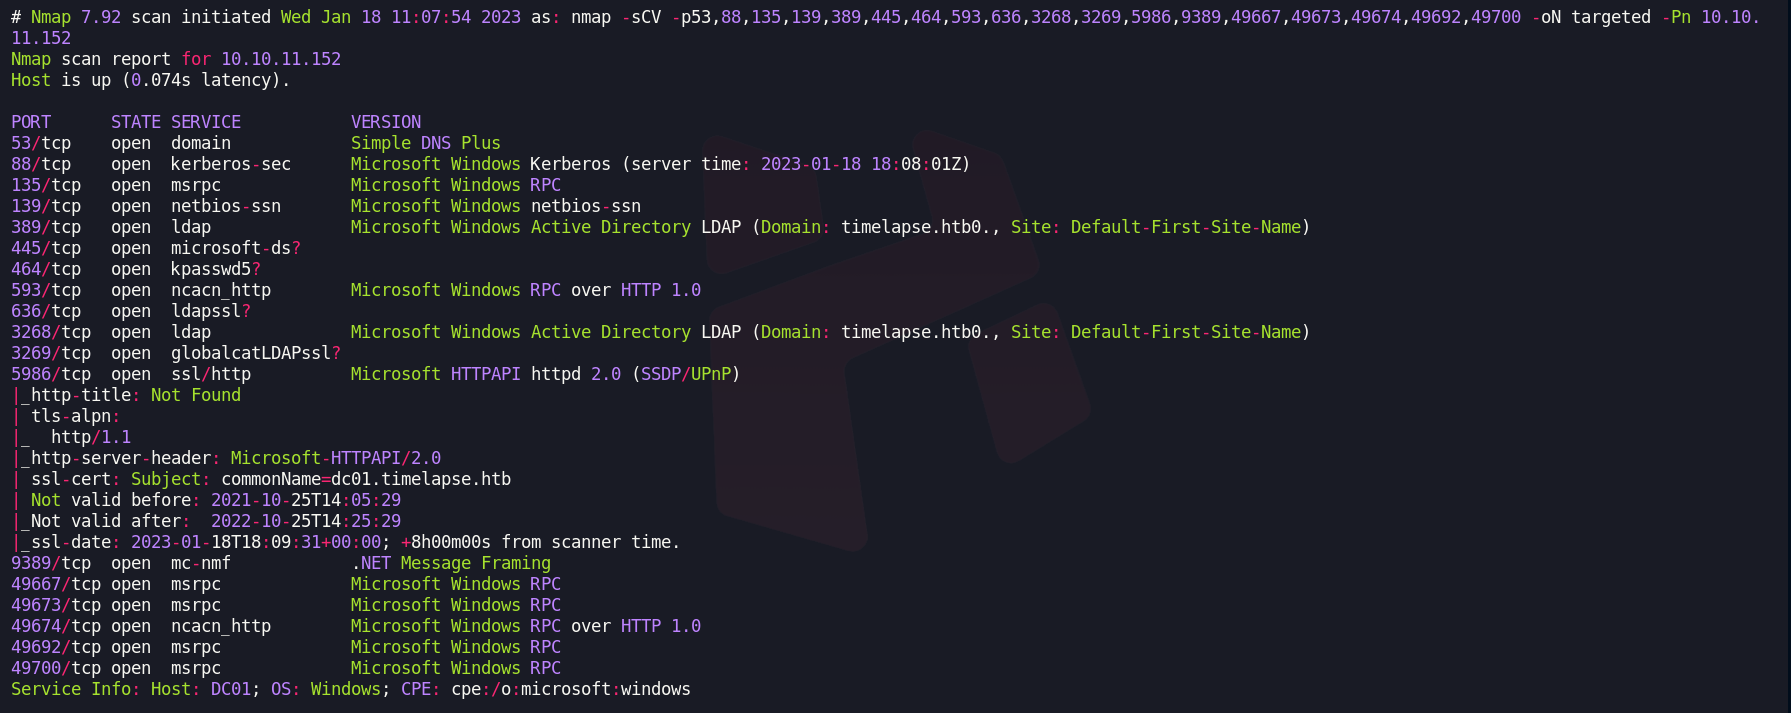 # Nmap 7.92 scan initiated Wed Jan 18 11:07:54 2023 as: nmap -sCV -p53,88,135,139,389,445,464,593,636,3268,3269,5986,9389,49667,49673,49674,49692,49700 -oN targeted -Pn 10.10.
11.152
Nmap scan report for 10.10.11.152
Host is up (0.074s latency).
PORT      STATE SERVICE           VERSION
53/tcp    open  domain            Simple DNS Plus
88/tcp    open  kerberos-sec      Microsoft Windows Kerberos (server time: 2023-01-18 18:08:01Z)
135/tcp   open  msrpc             Microsoft Windows RPC
139/tcp   open  netbios-ssn       Microsoft Windows netbios-ssn
389/tcp   open  ldap              Microsoft Windows Active Directory LDAP (Domain: timelapse.htb0., Site: Default-First-Site-Name)
445/tcp   open  microsoft-ds?
464/tcp   open  kpasswd5?
593/tcp   open  ncacn_http        Microsoft Windows RPC over HTTP 1.0
636/tcp   open  ldapssl?
3268/tcp  open  ldap              Microsoft Windows Active Directory LDAP (Domain: timelapse.htb0., Site: Default-First-Site-Name)
3269/tcp  open  globalcatLDAPssl?
5986/tcp  open  ssl/http          Microsoft HTTPAPI httpd 2.0 (SSDP/UPnP)
|_http-title: Not Found
| tls-alpn:
|_  http/1.1
|_http-server-header: Microsoft-HTTPAPI/2.0
| ssl-cert: Subject: commonName=dc01.timelapse.htb
| Not valid before: 2021-10-25T14:05:29
|_Not valid after:  2022-10-25T14:25:29
|_ssl-date: 2023-01-18T18:09:31+00:00; +8h00m00s from scanner time.
9389/tcp  open  mc-nmf            .NET Message Framing
49667/tcp open  msrpc             Microsoft Windows RPC
49673/tcp open  msrpc             Microsoft Windows RPC
49674/tcp open  ncacn_http        Microsoft Windows RPC over HTTP 1.0
49692/tcp open  msrpc             Microsoft Windows RPC
49700/tcp open  msrpc             Microsoft Windows RPC
Service Info: Host: DC01; OS: Windows; CPE: cpe:/o:microsoft:windows